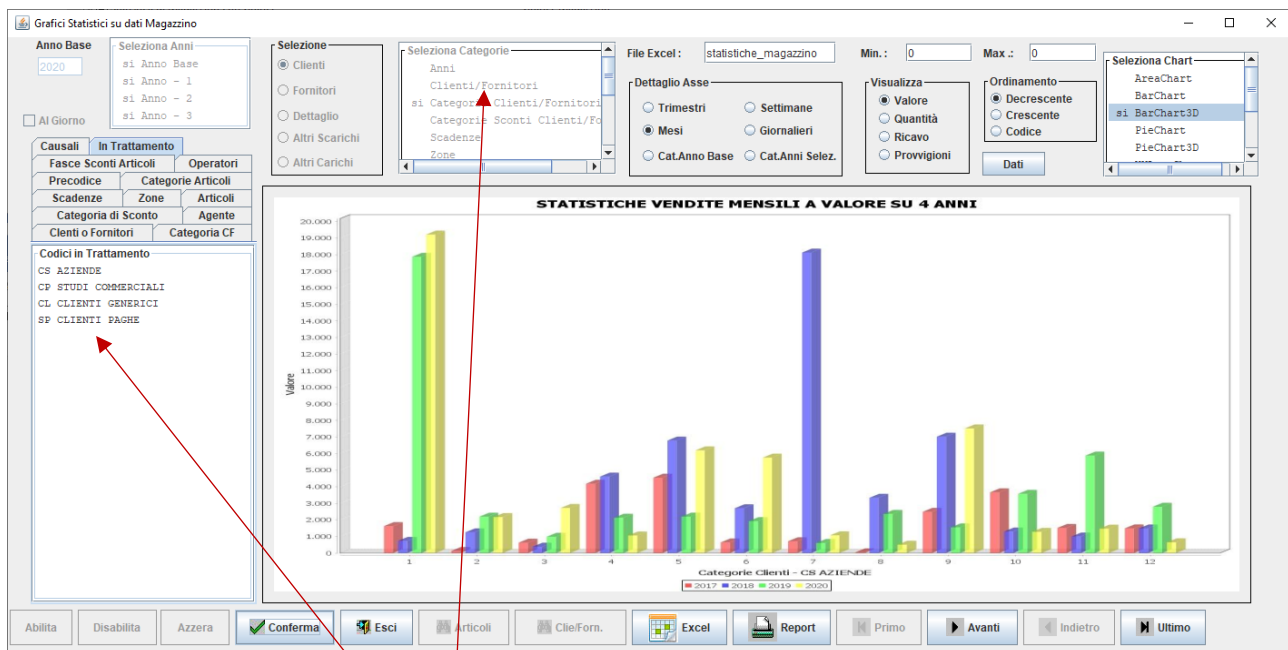 Grafici Statistici su dati Magazzino
Anno Base
2020
Al Giorno
Seleziona Anni
si Anno Base
si Anno - 1
si Anno - 2
si Anno - 3
Selezione
Clienti
Fornitori
Dettaglio
Altri Scarichi
Altri Carichi
Seleziona Categorie
Anni
Clienti/Fornitori
si Categorie Clienti/Fornitori
Categorie Sconti Clienti/Fo
Scadenze
Zone
File Excel : statistiche_magazzino
Min. : 0
Max .: 0
Dettaglio Asse
Trimestri Settimane
Mesi Giornalieri
Cat.Anno Base Cat.Anni Selez.
Visualizza
Valore
Quantità
Ricavo
Provvigioni
Ordinamento
Decrescente
Crescente
Codice
Dati
Seleziona Chart
AreaChart
BarChart
si BarChart3D
PieChart
PieChart3D
Causali In Trattamento
Fasce Sconti Articoli Operatori
Precodice Categorie Articoli
Scadenze Zone Articoli
Categoria di Sconto Agente
Clenti o Fornitori Categoria CF
Codici in Trattamento
CS AZIENDE
CP STUDI COMMERCIALI
CL CLIENTI GENERICI
SP CLIENTI PAGHE
STATISTICHE VENDITE MENSILI A VALORE SU 4 ANNI
20.000
19.000
18.000
17.000
16.000
15.000
14.000
13.000
12.000
11.000
10.000
9.000
8.000
7.000
6.000
5.000
4.000
3.000
2.000
1.000
0
Valore
1 2 3 4 5 6 7 8 9 10 11 12
Categorie Clienti - CS AZIENDE
2017 2018 2019 2020
Abilita Disabilita Azzera Conferma Esci Articoli Clie/Forn. Excel Report Primo Avanti Indietro Ultimo